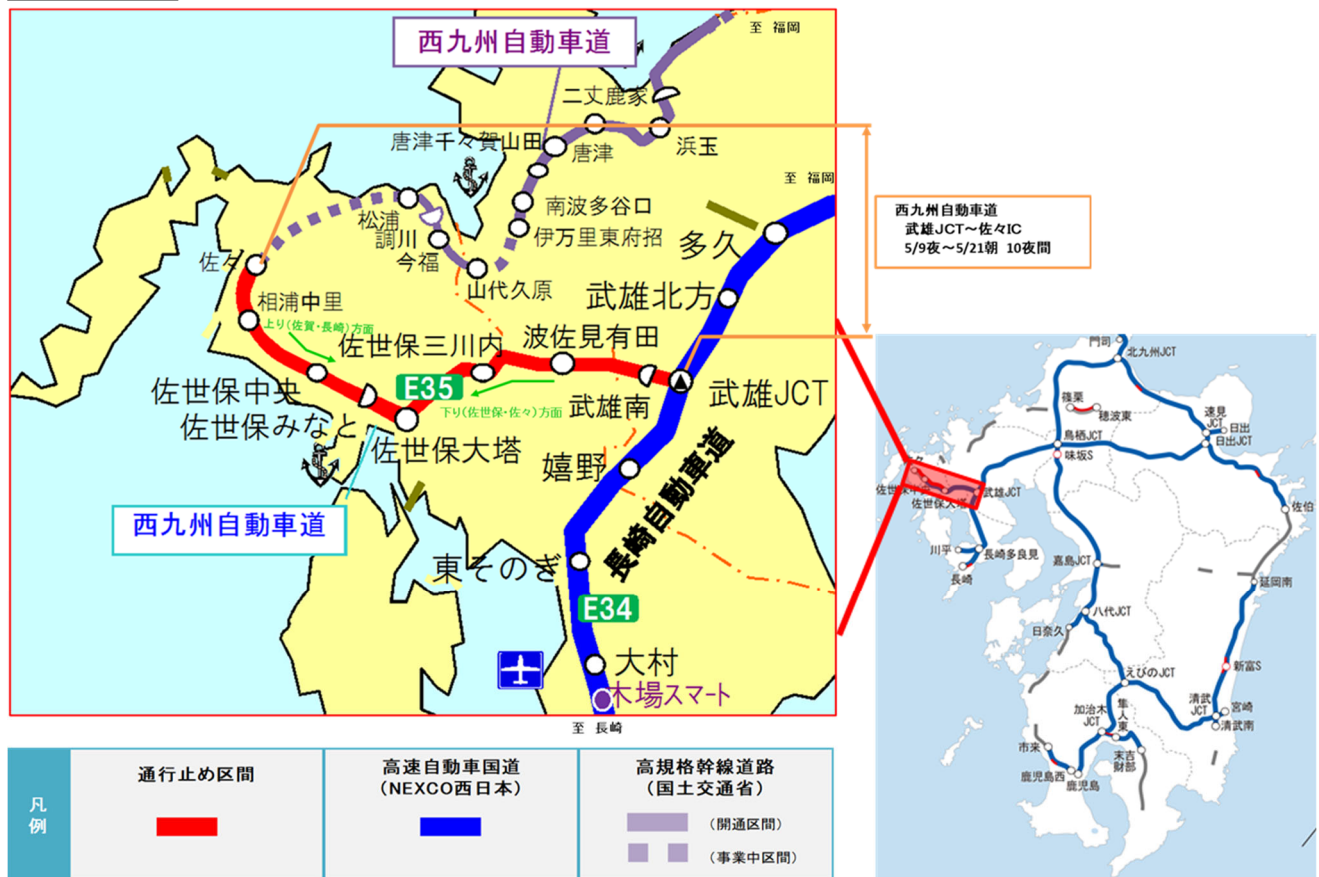 至 福岡
西九州自動車道
二丈鹿家
唐津千々賀山田
唐津
浜玉
至 福岡
西九州自動車道
武雄JCT～佐々IC
5/9夜～5/21朝 10夜間
南波多谷口
松浦
調川
伊万里東府招
多久
今福
佐々
山代久原
武雄北方
相浦中里
上り(佐賀・長崎)方面
波佐見有田
佐世保三川内
佐世保中央
E35
下り(佐世保・佐々)方面
武雄南
武雄JCT
佐世保みなと
佐世保大塔
嬉野
長崎自動車道
西九州自動車道
東そのぎ
E34
大村
木場スマート
至 長崎
門司
北九州JCT
篠栗
穂波東
速見
JCT
日出
日出JCT
鳥栖JCT
味坂S
佐世保中央
佐世保大塔
武雄JCT
佐伯
川平
長崎多良見
長崎
嘉島JCT
延岡南
八代JCT
日奈久
えびのJCT
新富S
加治木
JCT
隼人東
清武
JCT
宮崎
清武南
市来
末吉
財部
鹿児島西
鹿児島
凡例
通行止め区間
高速自動車国道
(NEXCO西日本)
高規格幹線道路
(国土交通省)
(開通区間)
(事業中区間)